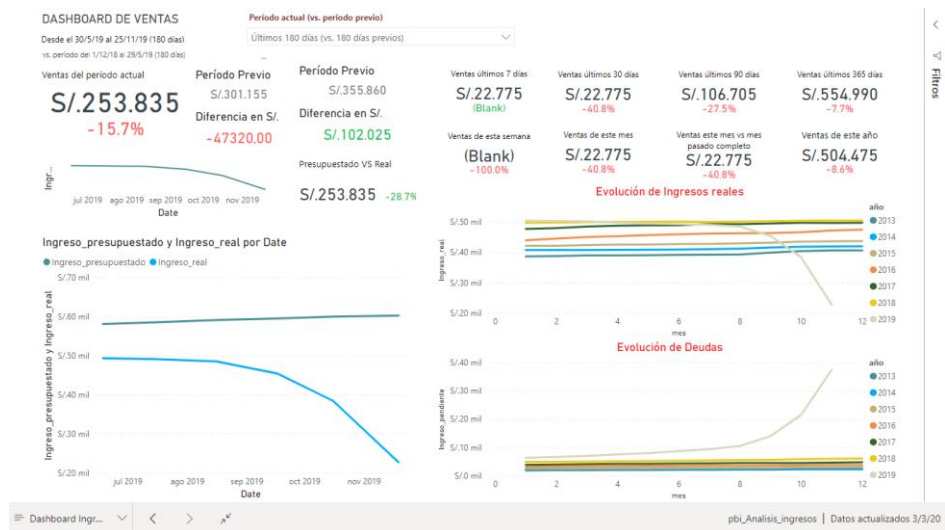 DASHBOARD DE VENTAS
Desde el 30/5/19 al 25/11/19 (180 días)
vs. período del 1/12/18 al 29/5/19 (180 días)
Período actual (vs. período previo)
Últimos 180 días (vs. 180 días previos)
Ventas del período actual
S/.253.835
-15.7%
Período Previo
S/.301.155
Diferencia en S/.
-47320,00
Período Previo
S/.355.860
Diferencia en S/.
S/.102.025
Presupuestado VS Real
S/.253.835 -28.7%
Ingr...
jul 2019 ago 2019 sep 2019 oct 2019 nov 2019
Date
Ventas últimos 7 días
S/.22.775
(Blank)
Ventas últimos 30 días
S/.22.775
-40.8%
Ventas últimos 90 días
S/.106.705
-27.5%
Ventas últimos 365 días
S/.554.990
-7.7%
Ventas de esta semana
(Blank)
-100.0%
Ventas de este mes
S/.22.775
-40.8%
Ventas este mes vs mes
pasado completo
S/.22.775
-40.8%
Ventas de este año
S/.504.475
-8.6%
Ingreso_presupuestado y Ingreso_real por Date
Ingreso_presupuestado Ingreso_real
Ingreso_presupuestado y Ingreso_real
S/.70 mil
S/.60 mil
S/.50 mil
S/.40 mil
S/.30 mil
S/.20 mil
jul 2019 ago 2019 sep 2019 oct 2019 nov 2019
Date
Evolución de Ingresos reales
Ingreso_real
S/.50 mil
S/.40 mil
S/.30 mil
S/.20 mil
0 2 4 6 8 10 12
mes
año
2013
2014
2015
2016
2017
2018
2019
Evolución de Deudas
Ingreso_pendiente
S/.40 mil
S/.30 mil
S/.20 mil
S/.10 mil
S/.0 mil
0 2 4 6 8 10 12
mes
año
2013
2014
2015
2016
2017
2018
2019
Filtros
Dashboard Ingr...
pbi_Analisis_ingresos | Datos actualizados 3/3/20